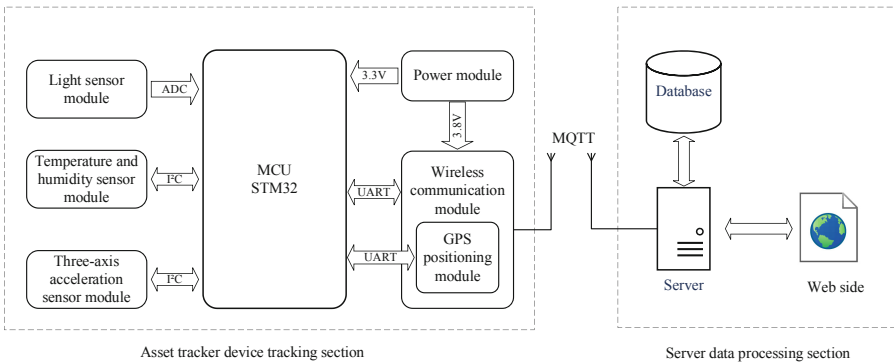 Light sensor
module
ADC
Temperature and
humidity sensor
module
I²C
Three-axis
acceleration
sensor module
I²C
MCU
STM32
3.3V
Power module
3.8V
Wireless
communication
module
UART
GPS
positioning
module
UART
MQTT
Database
Server
Web side
Asset tracker device tracking section
Server data processing section